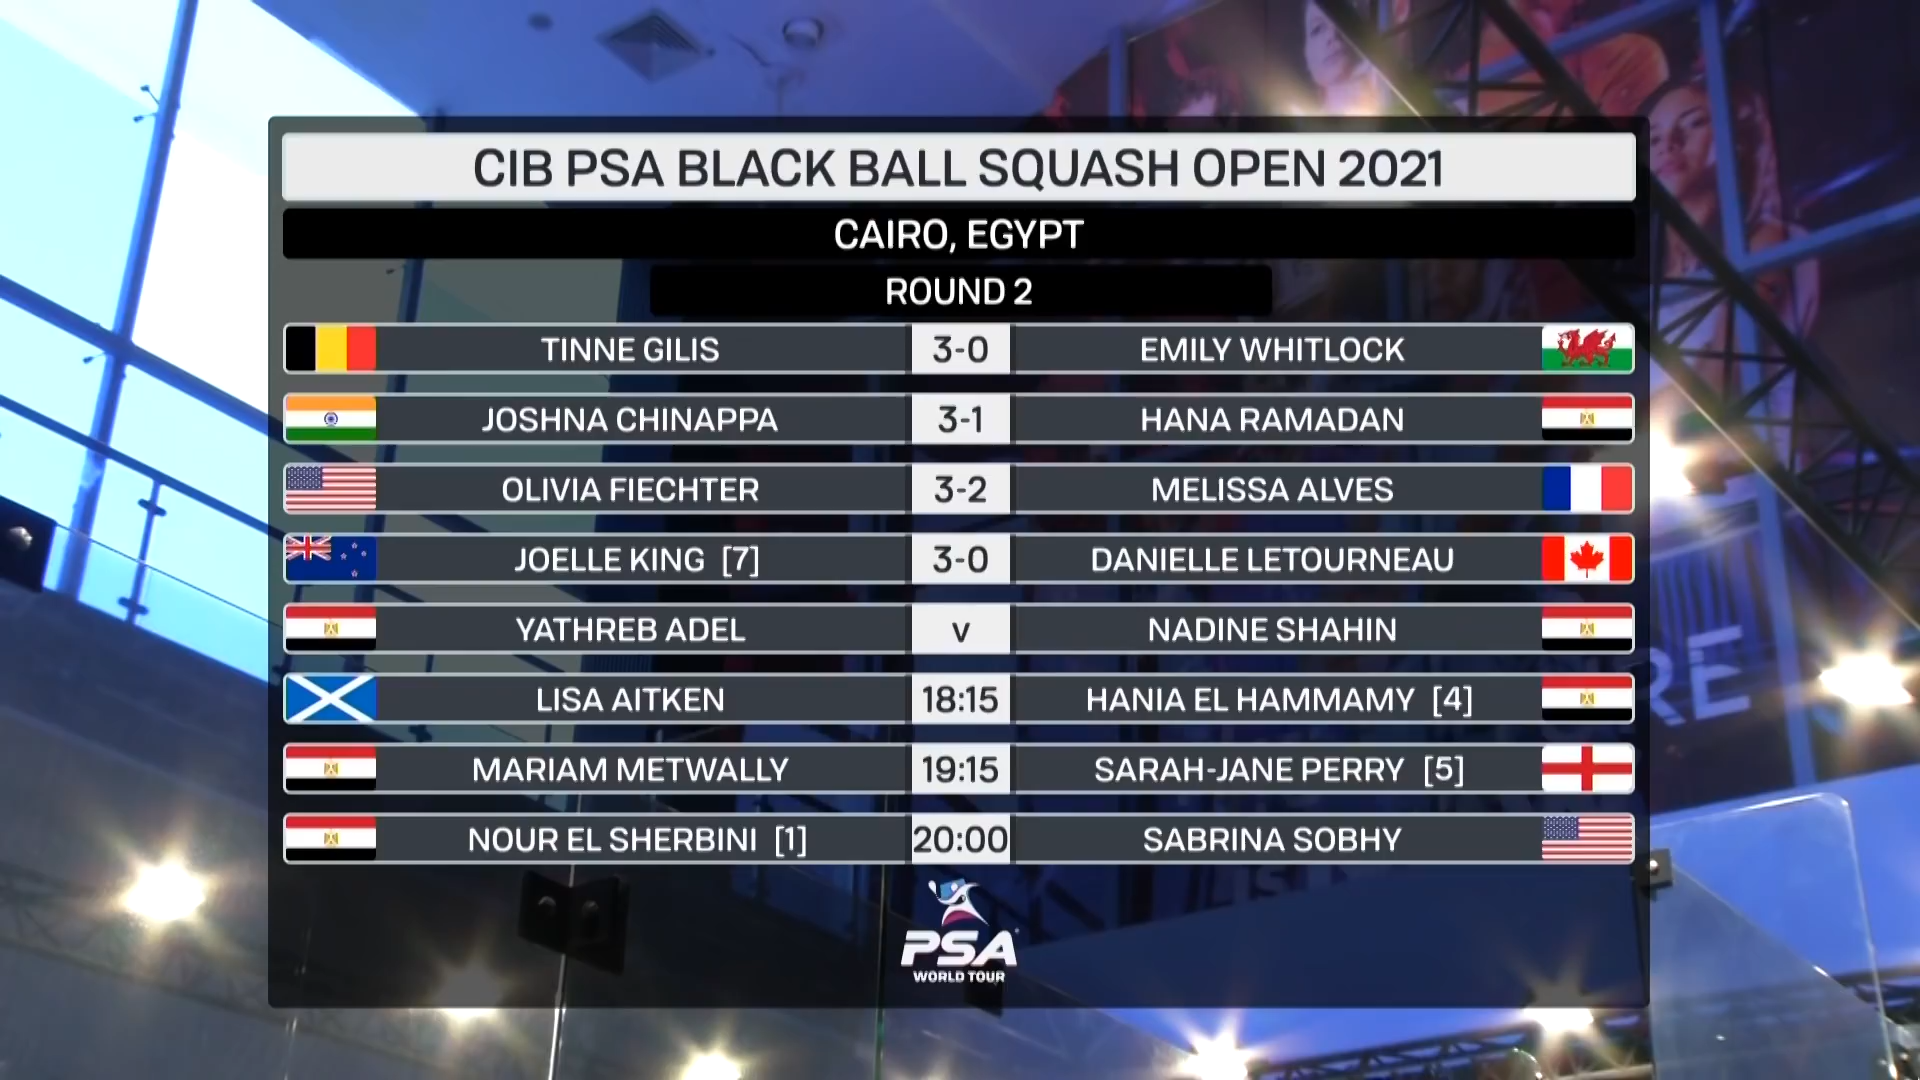 CIB PSA BLACK BALL SQUASH OPEN 2021
CAIRO, EGYPT
ROUND 2
TINNE GILIS 3-0 EMILY WHITLOCK
JOSHNA CHINAPPA 3-1 HANA RAMADAN
OLIVIA FIECHTER 3-2 MELISSA ALVES
JOELLE KING [7] 3-0 DANIELLE LETOURNEAU
YATHREB ADEL v NADINE SHAHIN
LISA AITKEN 18:15 HANIA EL HAMMAMY [4]
MARIAM METWALLY 19:15 SARAH-JANE PERRY [5]
NOUR EL SHERBINI [1] 20:00 SABRINA SOBHY
PSA
WORLD TOUR